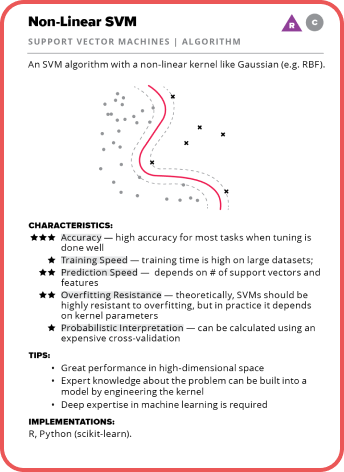 Non-Linear SVM
R
C
SUPPORT VECTOR MACHINES | ALGORITHM
An SVM algorithm with a non-linear kernel like Gaussian (e.g. RBF).
CHARACTERISTICS:
★★★ Accuracy — high accuracy for most tasks when tuning is
done well
★ Training Speed — training time is high on large datasets;
★★ Prediction Speed — depends on # of support vectors and
features
★★ Overfitting Resistance — theoretically, SVMs should be
highly resistant to overfitting, but in practice it depends
on kernel parameters
★ Probabilistic Interpretation — can be calculated using an
expensive cross-validation
TIPS:
• Great performance in high-dimensional space
• Expert knowledge about the problem can be built into a
model by engineering the kernel
• Deep expertise in machine learning is required
IMPLEMENTATIONS:
R, Python (scikit-learn).